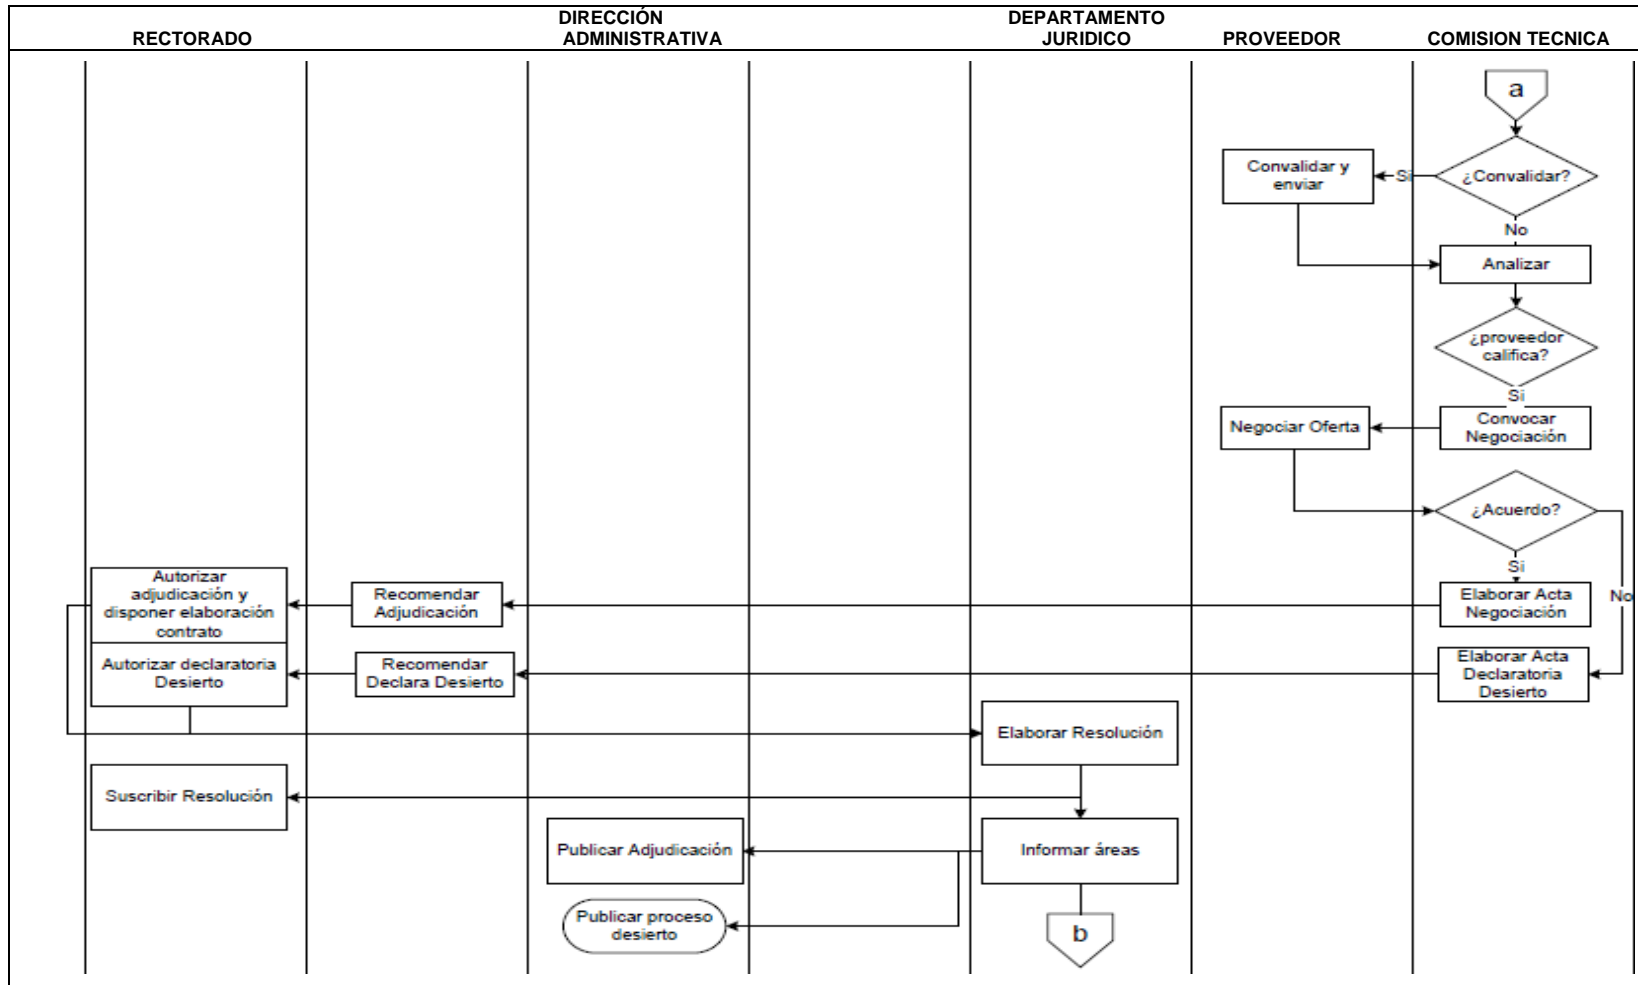 DIRECCIÓN
DEPARTAMENTO
RECTORADO
ADMINISTRATIVA
JURIDICO
PROVEEDOR
COMISION TECNICA
a
¿Convalidar?
Si
Convalidar y
enviar
No
Analizar
¿proveedor
califica?
Si
Convocar
Negociación
Negociar Oferta
¿Acuerdo?
Si
No
Elaborar Acta
Negociación
Recomendar
Adjudicación
Autorizar
adjudicación y
disponer elaboración
contrato
Elaborar Acta
Declaratoria
Desierto
Recomendar
Declara Desierto
Autorizar declaratoria
Desierto
Elaborar Resolución
Suscribir Resolución
Informar áreas
Publicar Adjudicación
Publicar proceso
desierto
b